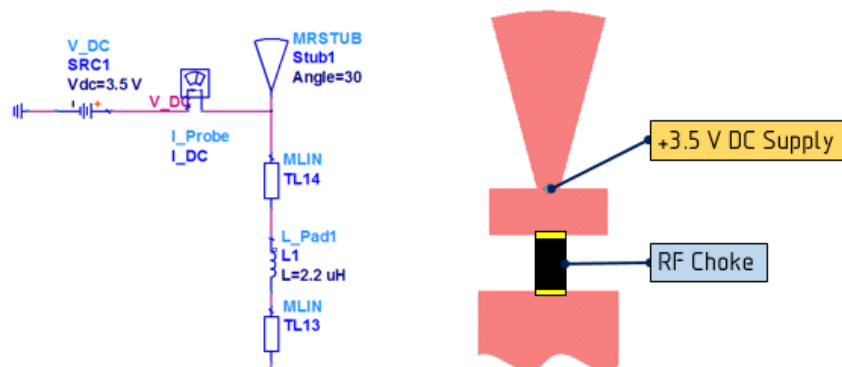 V_DC
SRC1
Vdc=3.5 V
V_DC
I_Probe
I_DC
MRSTUB
Stub1
Angle=30
MLIN
TL14
L_Pad1
L1
L=2.2 uH
MLIN
TL13
+3.5 V DC Supply
RF Choke